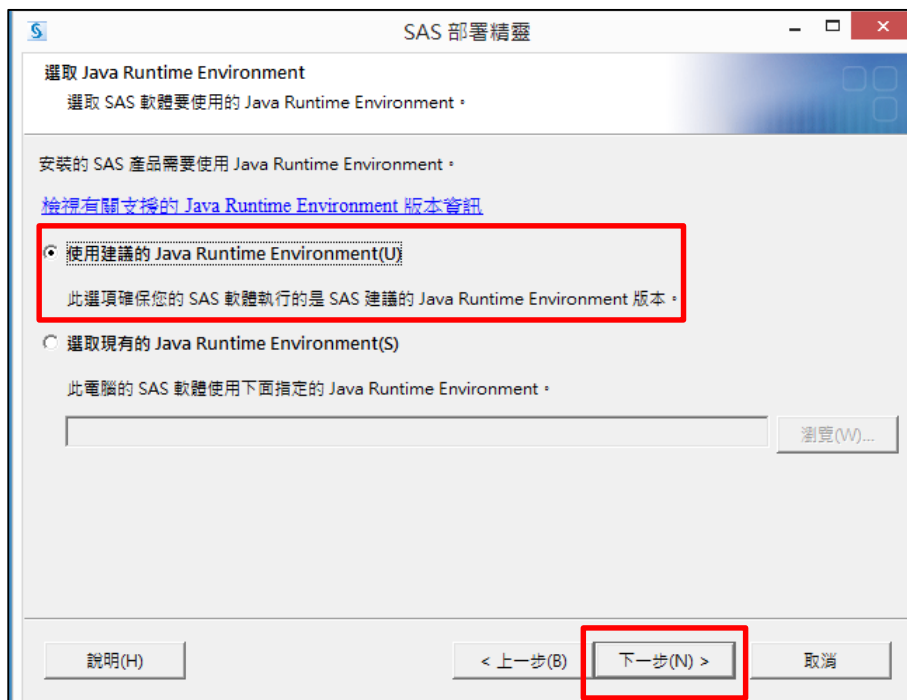 SAS 部署精靈
選取 Java Runtime Environment
選取 SAS 軟體要使用的 Java Runtime Environment。
安裝的 SAS 產品需要使用 Java Runtime Environment。
檢視有關支援的 Java Runtime Environment 版本資訊
使用建議的 Java Runtime Environment(U)
此選項確保您的 SAS 軟體執行的是 SAS 建議的 Java Runtime Environment 版本。
選取現有的 Java Runtime Environment(S)
此電腦的 SAS 軟體使用下面指定的 Java Runtime Environment。
瀏覽(W)...
說明(H) < 上一步(B) 下一步(N) > 取消